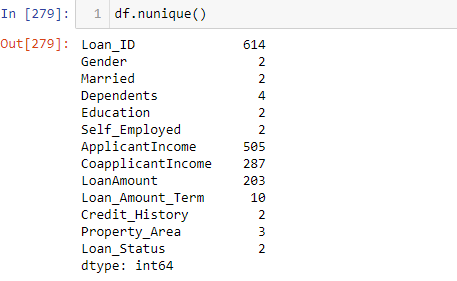 In [279]: 1 df.nunique()
Out[279]: Loan_ID 614
Gender 2
Married 2
Dependents 4
Education 2
Self_Employed 2
ApplicantIncome 505
CoapplicantIncome 287
LoanAmount 203
Loan_Amount_Term 10
Credit_History 2
Property_Area 3
Loan_Status 2
dtype: int64